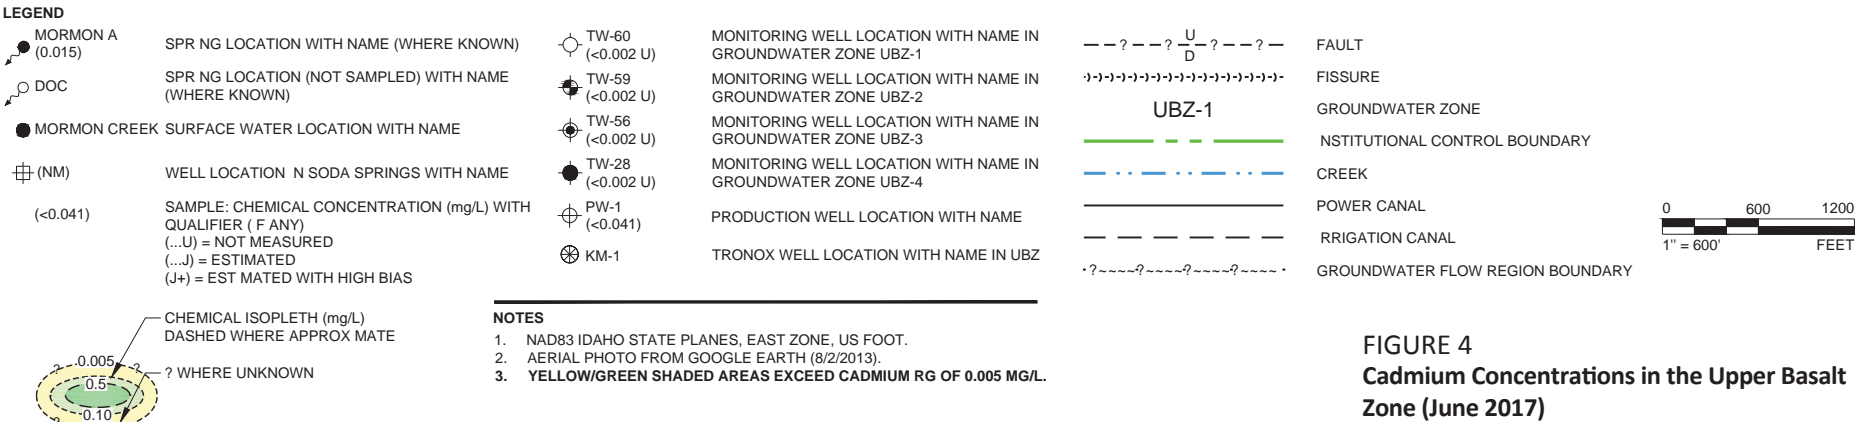 LEGEND
MORMON A
(0.015)
SPR NG LOCATION WITH NAME (WHERE KNOWN)
DOC
SPR NG LOCATION (NOT SAMPLED) WITH NAME
(WHERE KNOWN)
MORMON CREEK SURFACE WATER LOCATION WITH NAME
(NM)
WELL LOCATION N SODA SPRINGS WITH NAME
(<0.041)
SAMPLE: CHEMICAL CONCENTRATION (mg/L) WITH
QUALIFIER ( F ANY)
(...U) = NOT MEASURED
(...J) = ESTIMATED
(J+) = EST MATED WITH HIGH BIAS
CHEMICAL ISOPLETH (mg/L)
DASHED WHERE APPROX MATE
? WHERE UNKNOWN
? 0.005 ?
0.5
0.10
?
TW-60
(<0.002 U)
MONITORING WELL LOCATION WITH NAME IN
GROUNDWATER ZONE UBZ-1
TW-59
(<0.002 U)
MONITORING WELL LOCATION WITH NAME IN
GROUNDWATER ZONE UBZ-2
TW-56
(<0.002 U)
MONITORING WELL LOCATION WITH NAME IN
GROUNDWATER ZONE UBZ-3
TW-28
(<0.002 U)
MONITORING WELL LOCATION WITH NAME IN
GROUNDWATER ZONE UBZ-4
PW-1
(<0.041)
PRODUCTION WELL LOCATION WITH NAME
KM-1
TRONOX WELL LOCATION WITH NAME IN UBZ
NOTES
1. NAD83 IDAHO STATE PLANES, EAST ZONE, US FOOT.
2. AERIAL PHOTO FROM GOOGLE EARTH (8/2/2013).
3. YELLOW/GREEN SHADED AREAS EXCEED CADMIUM RG OF 0.005 MG/L.
? ? U ? ?
D
FAULT
FISSURE
UBZ-1
GROUNDWATER ZONE
NSTITUTIONAL CONTROL BOUNDARY
CREEK
POWER CANAL
RRIGATION CANAL
?~~~~?~~~~?~~~~?~~~~
GROUNDWATER FLOW REGION BOUNDARY
0 600 1200
1" = 600' FEET
FIGURE 4
Cadmium Concentrations in the Upper Basalt
Zone (June 2017)